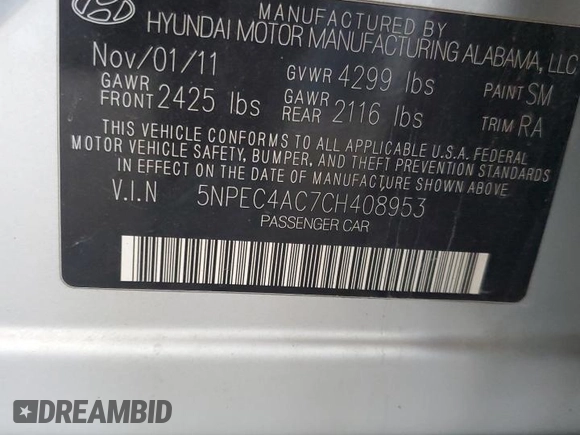 MANUFACTURED BY
HYUNDAI MOTOR MANUFACTURING ALABAMA, LLC
Nov/01/11 GVWR 4299 lbs PAINT SM
GAWR FRONT 2425 lbs GAWR REAR 2116 lbs TRIM RA
THIS VEHICLE CONFORMS TO ALL APPLICABLE U.S.A. FEDERAL
MOTOR VEHICLE SAFETY, BUMPER, AND THEFT PREVENTION STANDARDS
IN EFFECT ON THE DATE OF MANUFACTURE SHOWN ABOVE.
V.I.N 5NPEC4AC7CH408953
PASSENGER CAR
DREAMBID